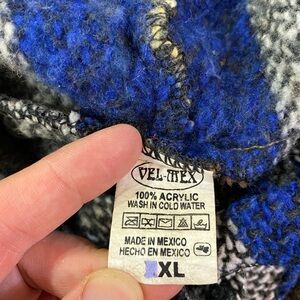 VEL-MEX
100% ACRYLIC
WASH IN COLD WATER
MADE IN MEXICO
HECHO EN MEXICO
XL